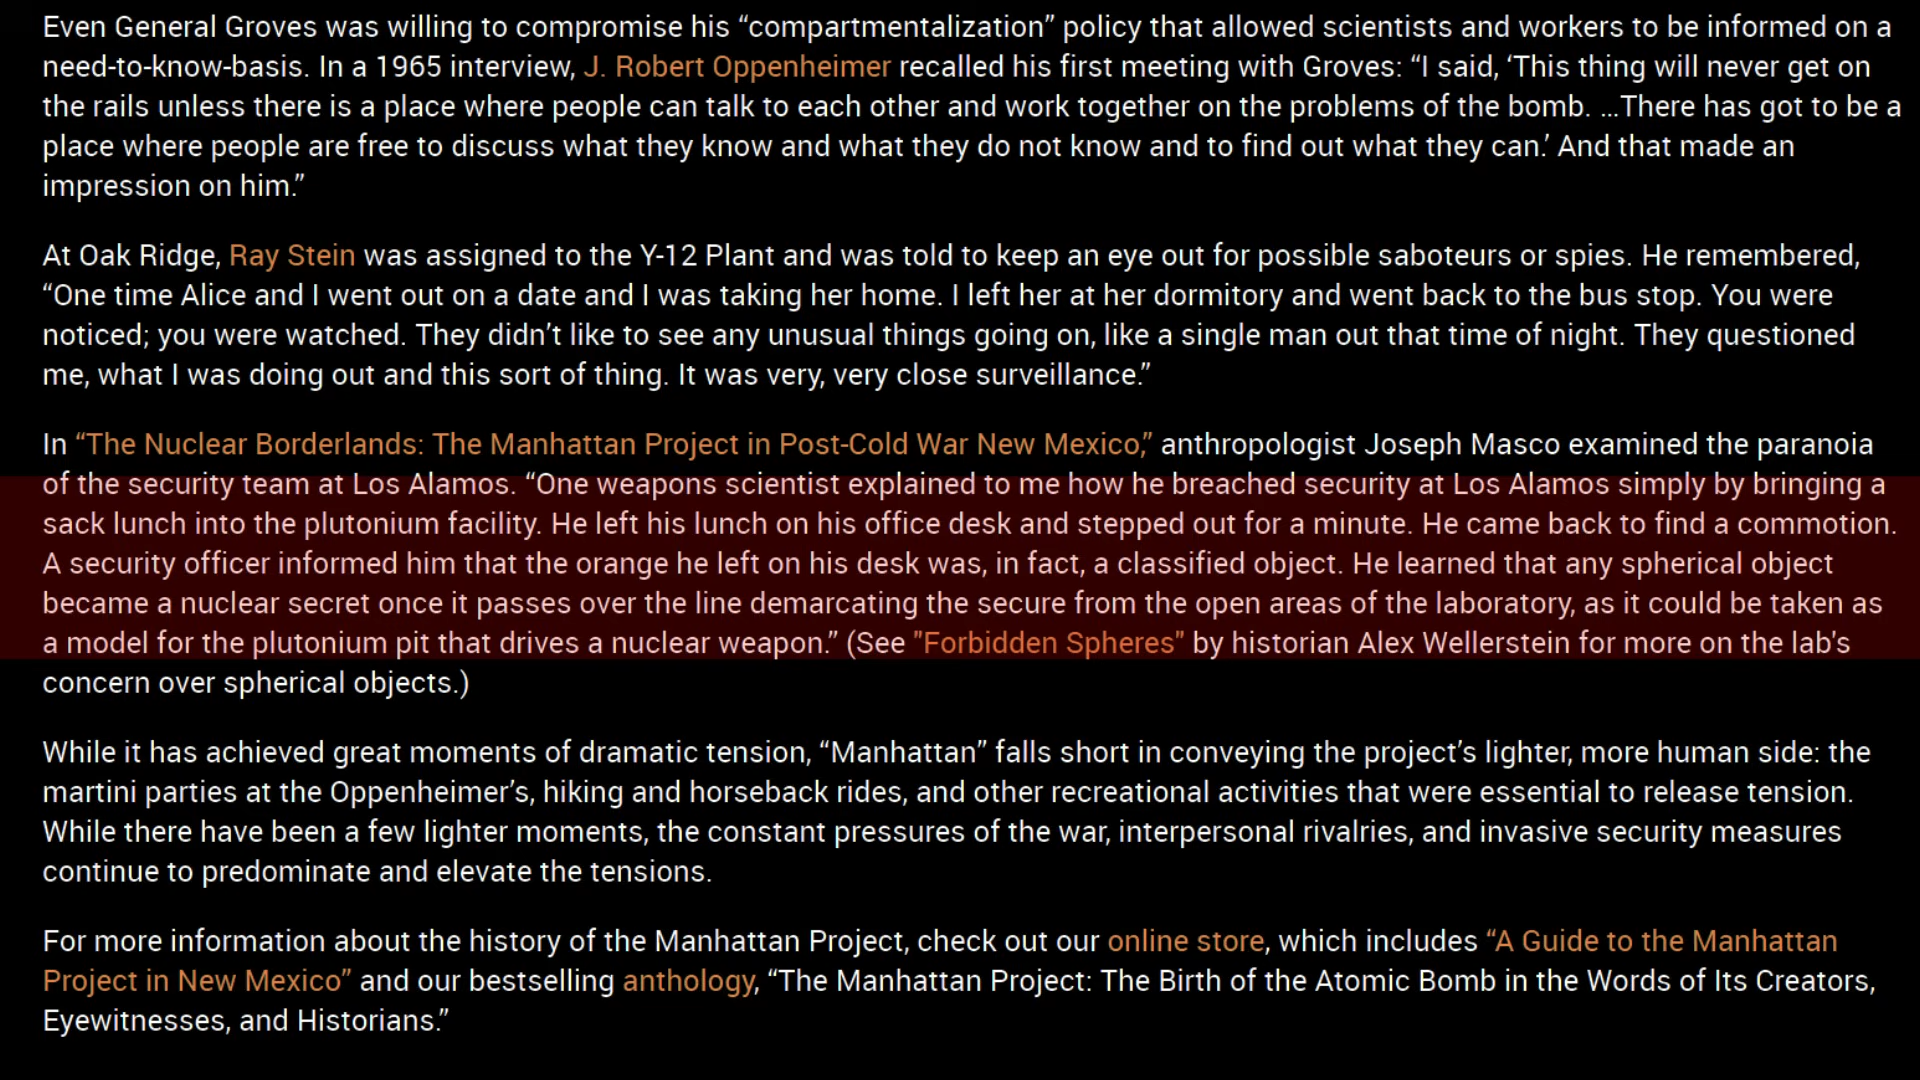 Even General Groves was willing to compromise his “compartmentalization” policy that allowed scientists and workers to be informed on a
need-to-know-basis. In a 1965 interview, J. Robert Oppenheimer recalled his first meeting with Groves: “I said, ‘This thing will never get on
the rails unless there is a place where people can talk to each other and work together on the problems of the bomb. …There has got to be a
place where people are free to discuss what they know and what they do not know and to find out what they can.’ And that made an
impression on him.”
At Oak Ridge, Ray Stein was assigned to the Y-12 Plant and was told to keep an eye out for possible saboteurs or spies. He remembered,
“One time Alice and I went out on a date and I was taking her home. I left her at her dormitory and went back to the bus stop. You were
noticed; you were watched. They didn’t like to see any unusual things going on, like a single man out that time of night. They questioned
me, what I was doing out and this sort of thing. It was very, very close surveillance.”
In “The Nuclear Borderlands: The Manhattan Project in Post-Cold War New Mexico,” anthropologist Joseph Masco examined the paranoia
of the security team at Los Alamos. “One weapons scientist explained to me how he breached security at Los Alamos simply by bringing a
sack lunch into the plutonium facility. He left his lunch on his office desk and stepped out for a minute. He came back to find a commotion.
A security officer informed him that the orange he left on his desk was, in fact, a classified object. He learned that any spherical object
became a nuclear secret once it passes over the line demarcating the secure from the open areas of the laboratory, as it could be taken as
a model for the plutonium pit that drives a nuclear weapon.” (See "Forbidden Spheres" by historian Alex Wellerstein for more on the lab's
concern over spherical objects.)
While it has achieved great moments of dramatic tension, “Manhattan” falls short in conveying the project’s lighter, more human side: the
martini parties at the Oppenheimer’s, hiking and horseback rides, and other recreational activities that were essential to release tension.
While there have been a few lighter moments, the constant pressures of the war, interpersonal rivalries, and invasive security measures
continue to predominate and elevate the tensions.
For more information about the history of the Manhattan Project, check out our online store, which includes “A Guide to the Manhattan
Project in New Mexico” and our bestselling anthology, “The Manhattan Project: The Birth of the Atomic Bomb in the Words of Its Creators,
Eyewitnesses, and Historians.”